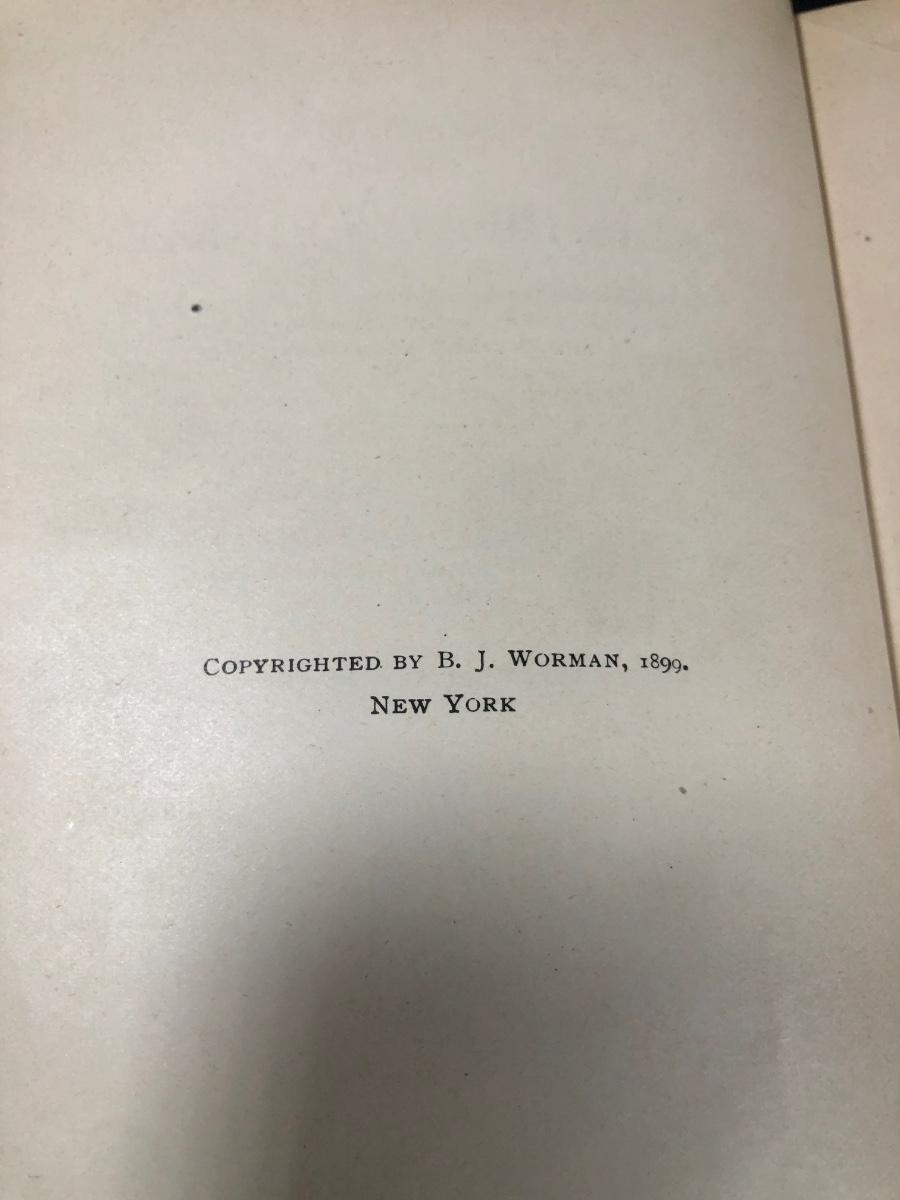 COPYRIGHTED BY B. J. WORMAN, 1899.
NEW YORK